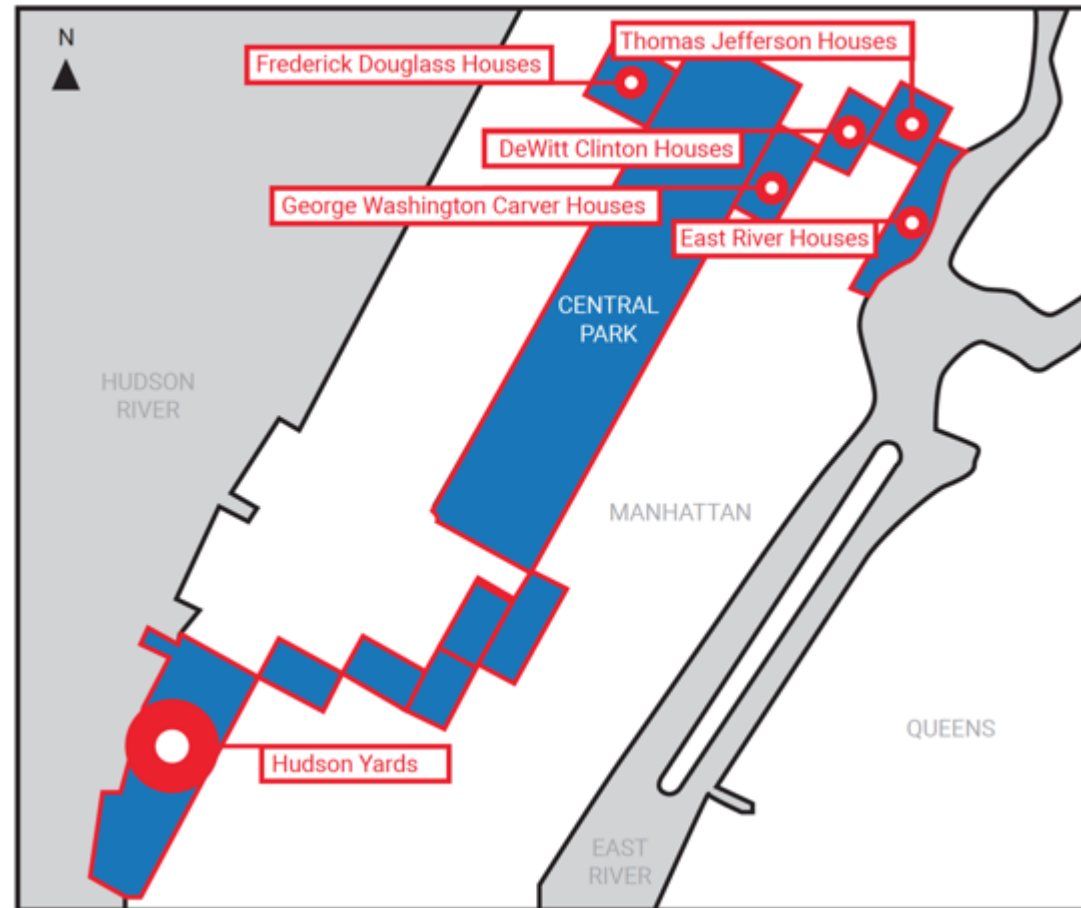 N
Thomas Jefferson Houses
Frederick Douglass Houses
DeWitt Clinton Houses
George Washington Carver Houses
East River Houses
CENTRAL
PARK
HUDSON
RIVER
MANHATTAN
QUEENS
Hudson Yards
EAST
RIVER